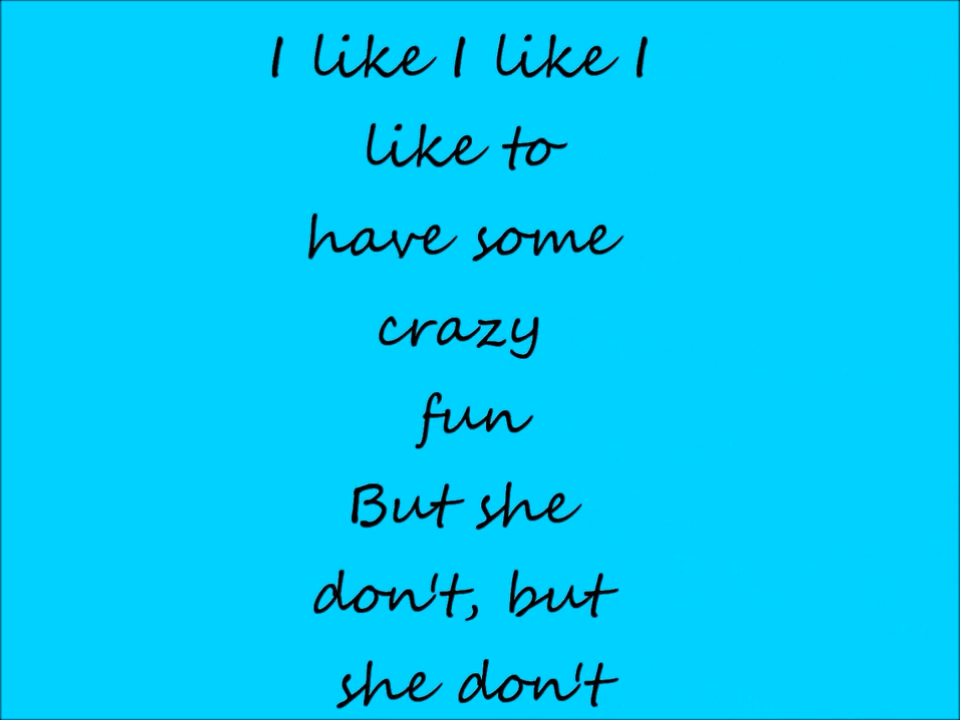 I like I like I
like to
have some
crazy
fun
But she
don't, but
she don't